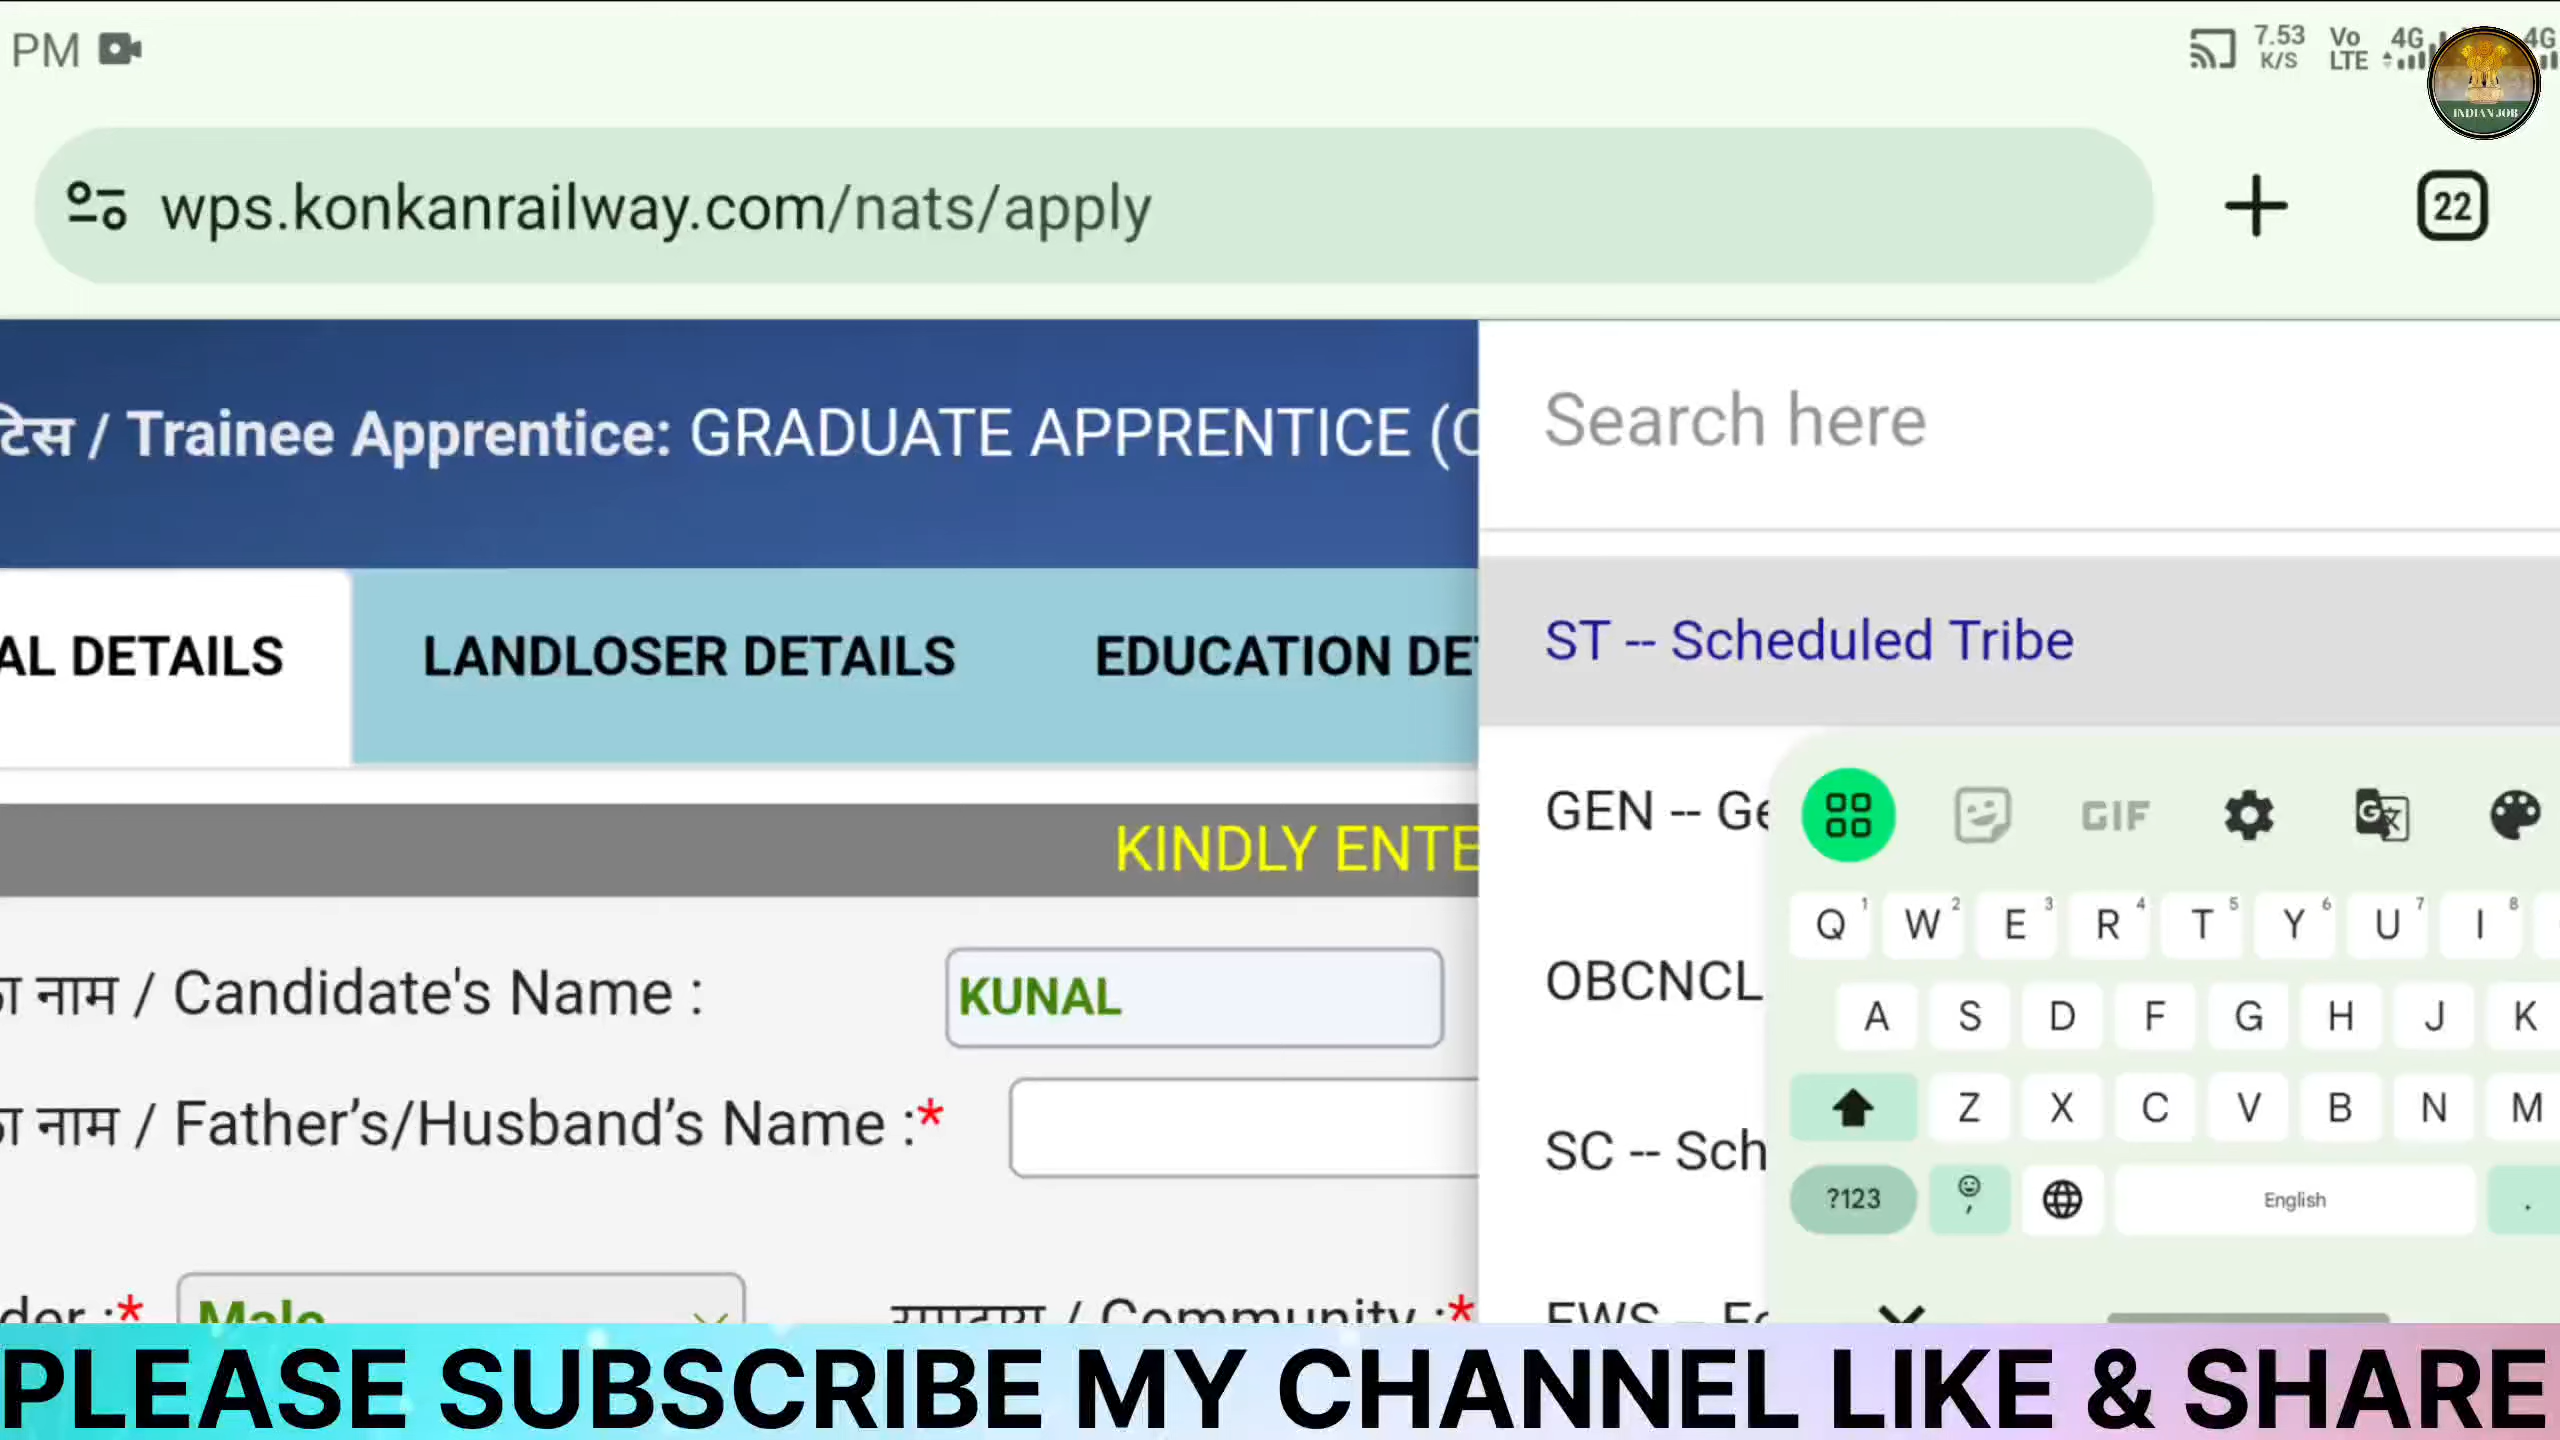 PM
7.53 K/S Vo LTE 4G 4G
INDIAN JOB
wps.konkanrailway.com/nats/apply
22
/ Trainee Apprentice: GRADUATE APPRENTICE (
Search here
AL DETAILS
LANDLOSER DETAILS
EDUCATION DE
ST -- Scheduled Tribe
GEN -- Ge
KINDLY ENTE
OBCNCL
SC -- Sch
नाम / Candidate's Name :
KUNAL
नाम / Father’s/Husband’s Name :*
der :*
Male
/ Community :*
EWS -- Ec
GIF
Q 1 W 2 E 3 R 4 T 5 Y 6 U 7 I 8
A S D F G H J K
Z X C V B N M
?123 , English .
PLEASE SUBSCRIBE MY CHANNEL LIKE & SHARE